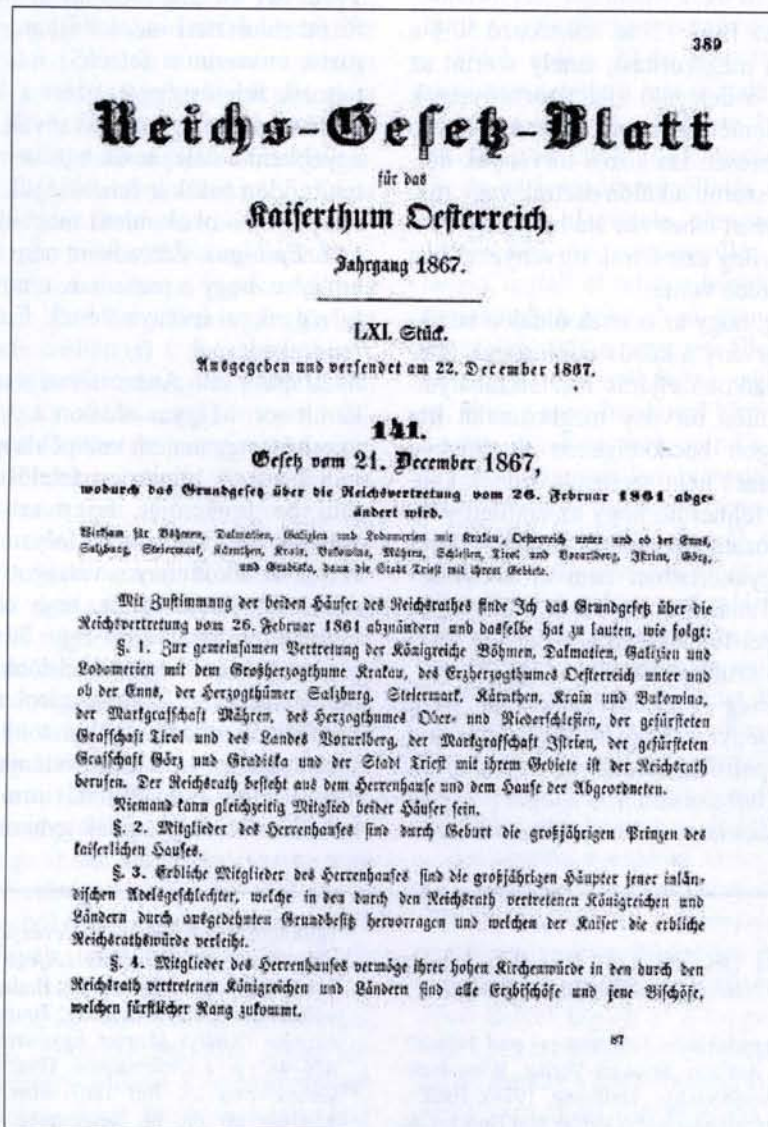 389
Reichs-Gesetz-Blatt
für das
Kaiserthum Oesterreich.
Jahrgang 1867.
LXI. Stück.
Ausgegeben und versendet am 22. December 1867.
141.
Gesetz vom 21. December 1867,
wodurch das Grundgesetz über die Reichsvertretung vom 26. Februar 1861 abge-
ändert wird.
Wirksam für Böhmen, Dalmatien, Galizien und Lodomerien mit Krakau, Oesterreich unter und ob der Enns,
Salzburg, Steiermark, Kärnthen, Krain, Bukowina, Mähren, Schlesien, Tirol und Vorarlberg, Istrien, Görz,
und Gradiska, dann die Stadt Triest mit ihrem Gebiete.
Mit Zustimmung der beiden Häuser des Reichsrathes finde Ich das Grundgesetz über die
Reichsvertretung vom 26. Februar 1861 abzuändern und dasselbe hat zu lauten, wie folgt:
§. 1. Zur gemeinsamen Vertretung der Königreiche Böhmen, Dalmatien, Galizien und
Lodomerien mit dem Großherzogthume Krakau, des Erzherzogthumes Oesterreich unter und
ob der Enns, der Herzogthümer Salzburg, Steiermark, Kärnthen, Krain und Bukowina,
der Markgrafschaft Mähren, des Herzogthumes Ober- und Niederschlesien, der gefürsteten
Grafschaft Tirol und des Landes Vorarlberg, der Markgrafschaft Istrien, der gefürsteten
Grafschaft Görz und Gradiska und der Stadt Triest mit ihrem Gebiete ist der Reichsrath
berufen. Der Reichsrath besteht aus dem Herrenhause und dem Hause der Abgeordneten.
Niemand kann gleichzeitig Mitglied beider Häuser sein.
§. 2. Mitglieder des Herrenhauses sind durch Geburt die großjährigen Prinzen des
kaiserlichen Hauses.
§. 3. Erbliche Mitglieder des Herrenhauses sind die großjährigen Häupter jener inlän-
dischen Adelsgeschlechter, welche in den durch den Reichsrath vertretenen Königreichen und
Ländern durch ausgedehnten Grundbesitz hervorragen und welchen der Kaiser die erbliche
Reichsrathswürde verleiht.
§. 4. Mitglieder des Herrenhauses vermöge ihrer hohen Kirchenwürde in den durch den
Reichsrath vertretenen Königreichen und Ländern sind alle Erzbischöfe und jene Bischöfe,
welchen fürstlicher Rang zukommt.
87